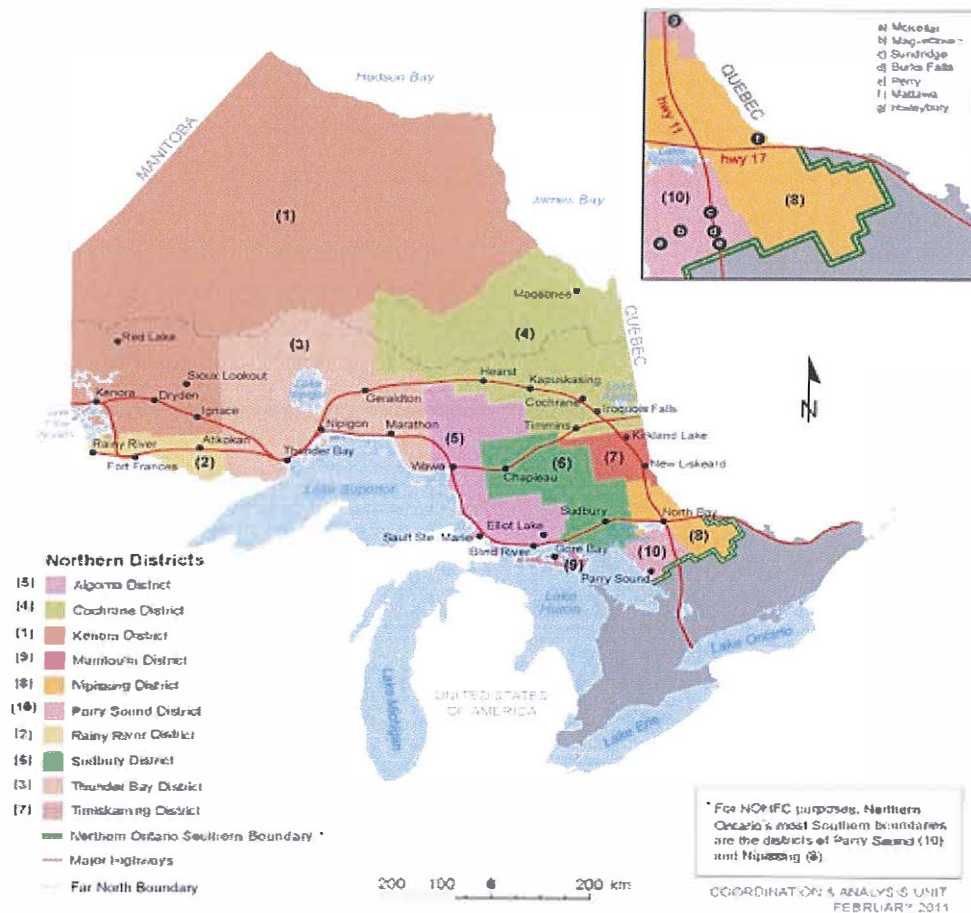 Hudson Bay
MANITOBA
(1)
James Bay
Moosonee
QUEBEC
(3)
(4)
Red Lake
Sioux Lookout
Kenora
Dryden
Ignace
Geraldton
Hearst
Kapuskasing
Cochrane
Iroquois Falls
Timmins
Kirkland Lake
Nipigon
Marathon
(5)
Rainy River
Atikokan
Fort Frances
(2)
Thunder Bay
Wawa
Chapleau
(6)
(7)
New Liskeard
Lake Superior
Sudbury
North Bay
Elliot Lake
Sault Ste. Marie
Blind River
Gore Bay
(9)
(10)
(8)
Parry Sound
Lake Huron
Lake Ontario
Lake Michigan
UNITED STATES
OF AMERICA
Lake Erie
N
a) McKellar
b)
c) Sundridge
d) Burks Falls
e) Perry
f) Mattawa
g) Haileybury
QUEBEC
hwy 11
g
f
hwy 17
Lake
(10)
(8)
c
b
d
a
e
Northern Districts
(5) Algoma District
(4) Cochrane District
(1) Kenora District
(9) Manitoulin District
(8) Nipissing District
(10) Parry Sound District
(2) Rainy River District
(6) Sudbury District
(3) Thunder Bay District
(7) Timiskaming District
Northern Ontario Southern Boundary *
Major Highways
Far North Boundary
200 100 0 200 km
* For NOHFC purposes, Northern
Ontario's most Southern boundaries
are the districts of Parry Sound (10)
and Nipissing (8).
COORDINATION & ANALYSIS UNIT
FEBRUARY 2011